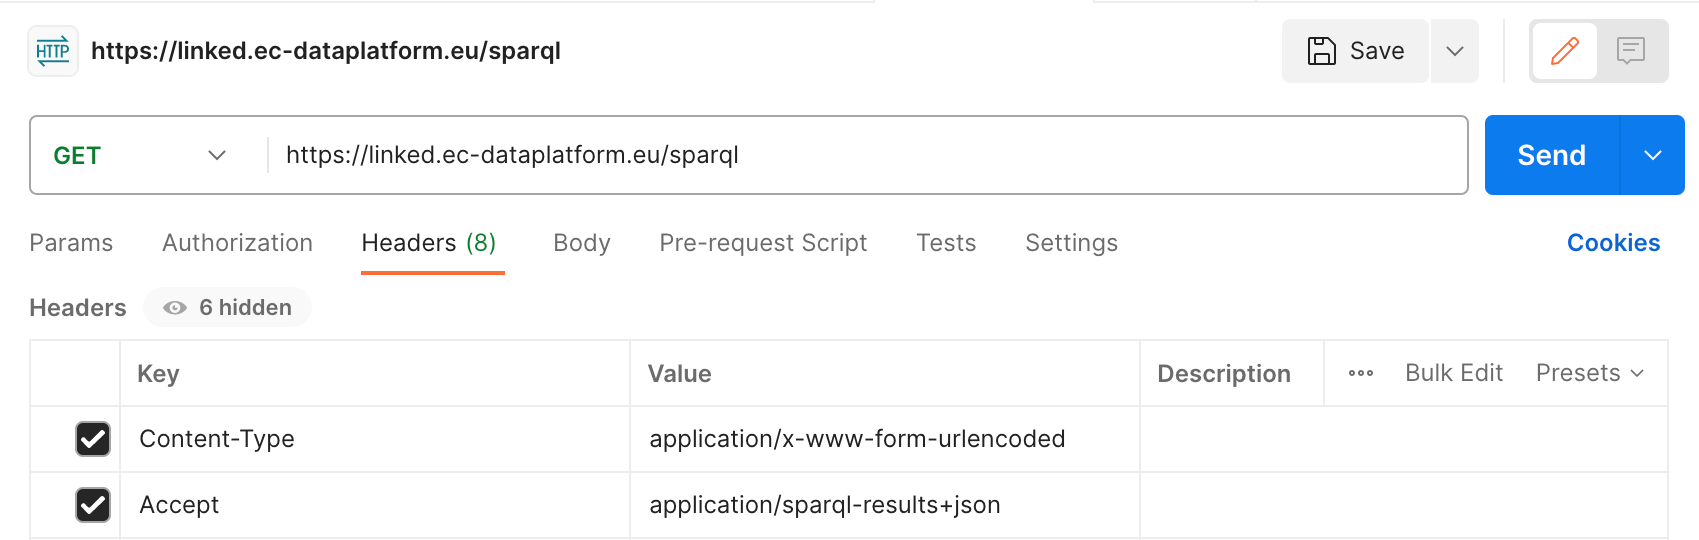 HTTP https://linked.ec-dataplatform.eu/sparql Save
GET https://linked.ec-dataplatform.eu/sparql Send
Params Authorization Headers (8) Body Pre-request Script Tests Settings Cookies
Headers 6 hidden
Key Value Description Bulk Edit Presets
Content-Type application/x-www-form-urlencoded
Accept application/sparql-results+json